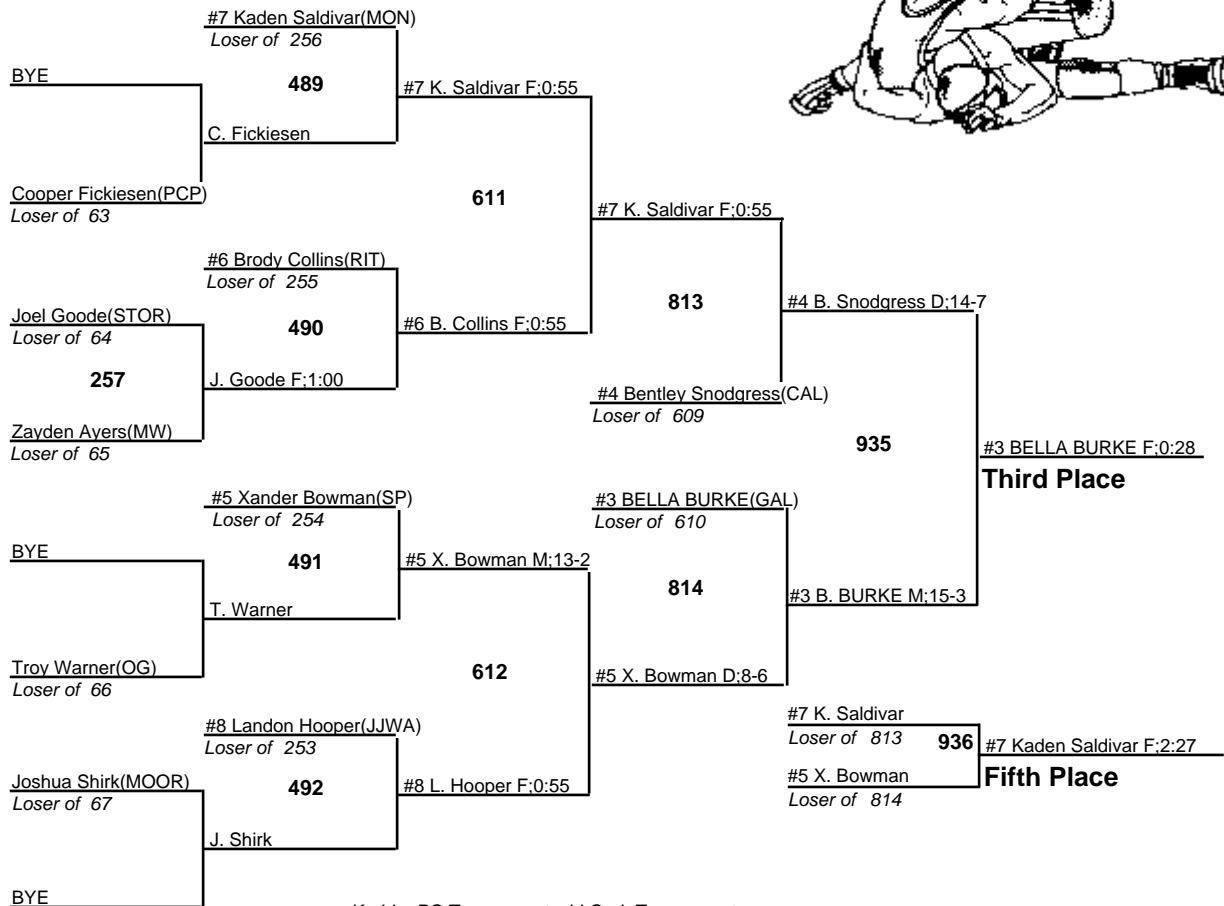 #7 Kaden Saldivar(MON)
Loser of 256
BYE
489
#7 K. Saldivar F;0:55
C. Fickiesen
Cooper Fickiesen(PCP)
Loser of 63
611
#7 K. Saldivar F;0:55
#6 Brody Collins(RIT)
Loser of 255
Joel Goode(STOR)
Loser of 64
490
#6 B. Collins F;0:55
813
#4 B. Snodgress D;14-7
257
J. Goode F;1:00
#4 Bentley Snodgress(CAL)
Loser of 609
Zayden Ayers(MW)
Loser of 65
935
#3 BELLA BURKE F;0:28
Third Place
#5 Xander Bowman(SP)
Loser of 254
#3 BELLA BURKE(GAL)
Loser of 610
BYE
491
#5 X. Bowman M;13-2
814
#3 B. BURKE M;15-3
T. Warner
Troy Warner(OG)
Loser of 66
612
#5 X. Bowman D;8-6
#8 Landon Hooper(JJWA)
Loser of 253
#7 K. Saldivar
Loser of 813
936
#7 Kaden Saldivar F;2:27
Fifth Place
Joshua Shirk(MOOR)
Loser of 67
492
#8 L. Hooper F;0:55
#5 X. Bowman
Loser of 814
J. Shirk
BYE